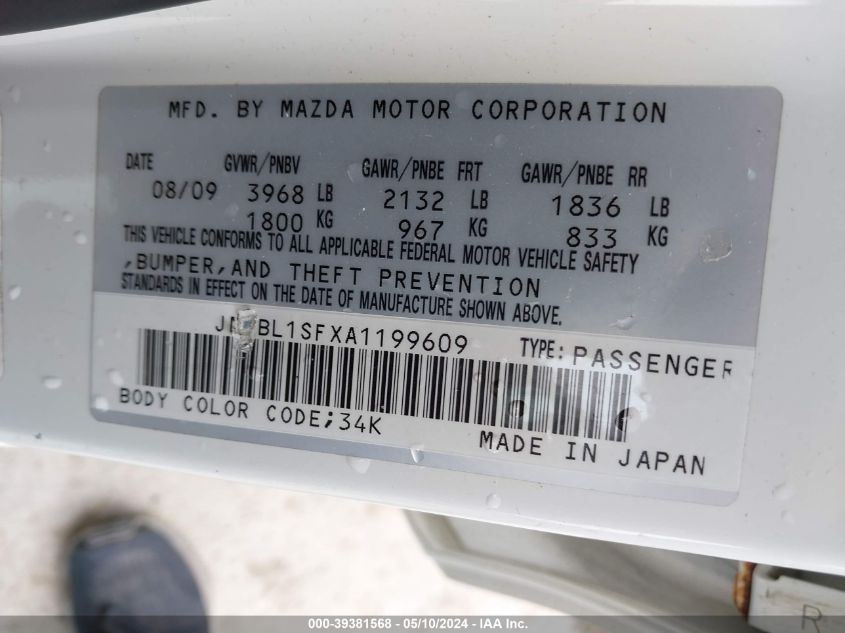 MFD. BY MAZDA MOTOR CORPORATION
DATE GVWR/PNBV GAWR/PNBE FRT GAWR/PNBE RR
08/09 3968 LB 2132 LB 1836 LB
1800 KG 967 KG 833 KG
THIS VEHICLE CONFORMS TO ALL APPLICABLE FEDERAL MOTOR VEHICLE SAFETY
,BUMPER,AND THEFT PREVENTION
STANDARDS IN EFFECT ON THE DATE OF MANUFACTURE SHOWN ABOVE.
TYPE: PASSENGER
BODY COLOR CODE;34K
MADE IN JAPAN
R
000-39381568 - 05/10/2024 - IAA Inc.